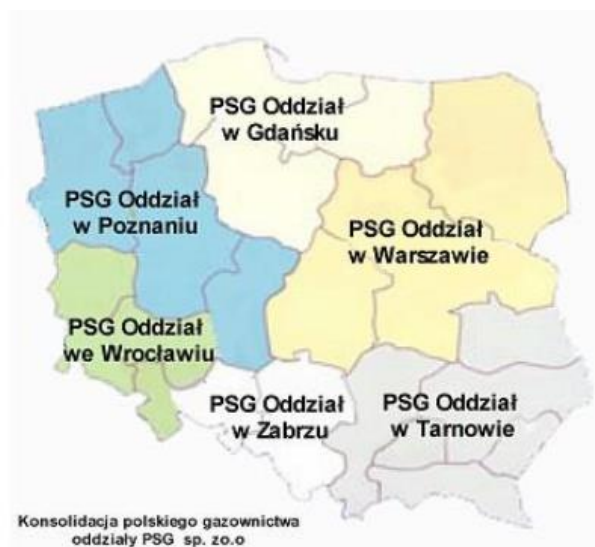 PSG Oddział
w Gdańsku
PSG Oddział
w Poznaniu
PSG Oddział
w Warszawie
PSG Oddział
we Wrocławiu
PSG Oddział
w Zabrzu
PSG Oddział
w Tarnowie
Konsolidacja polskiego gazownictwa
oddziały PSG sp. zo.o